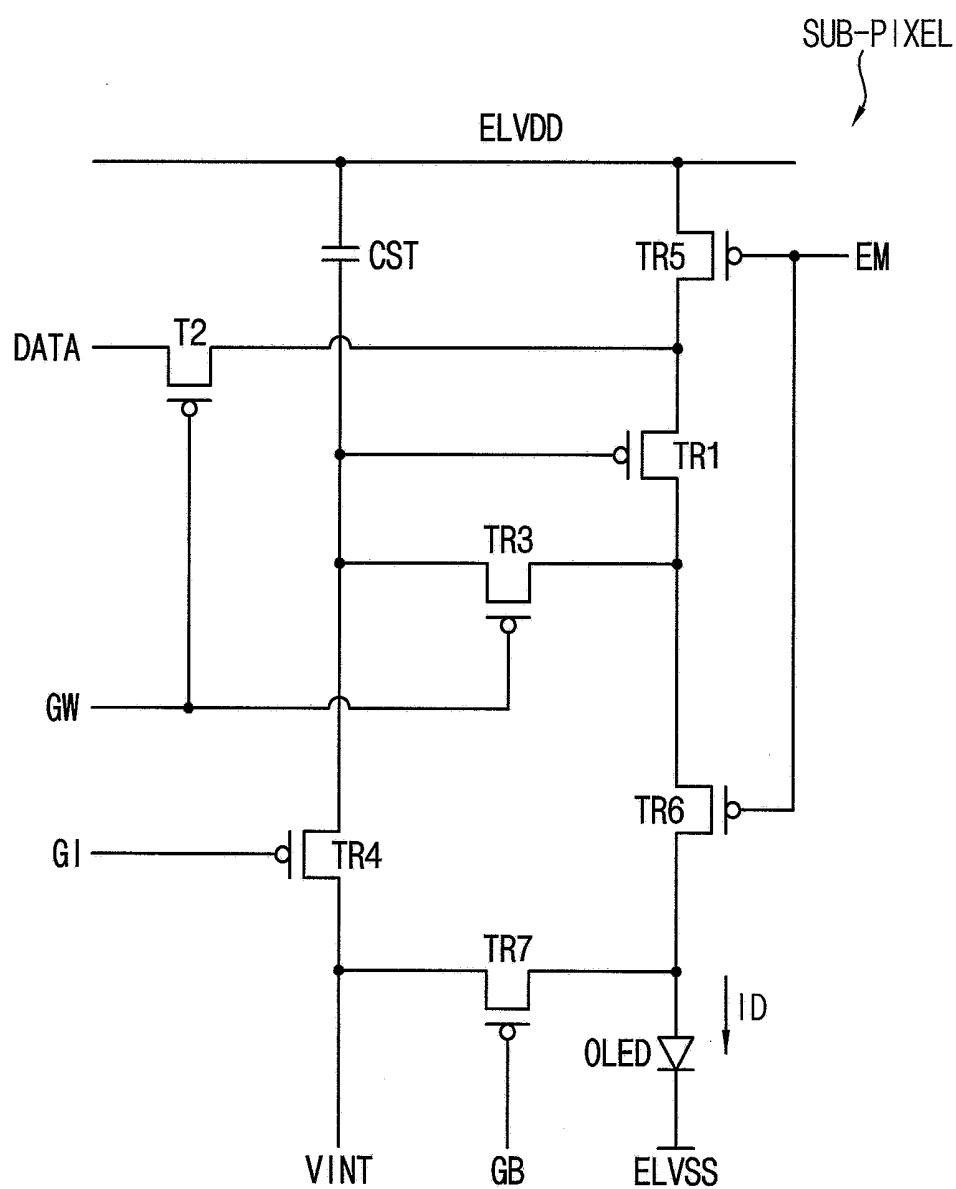 SUB-PIXEL
ELVDD
CST
TR5
EM
DATA
T2
TR1
TR3
GW
TR6
GI
TR4
TR7
ID
OLED
VINT
GB
ELVSS